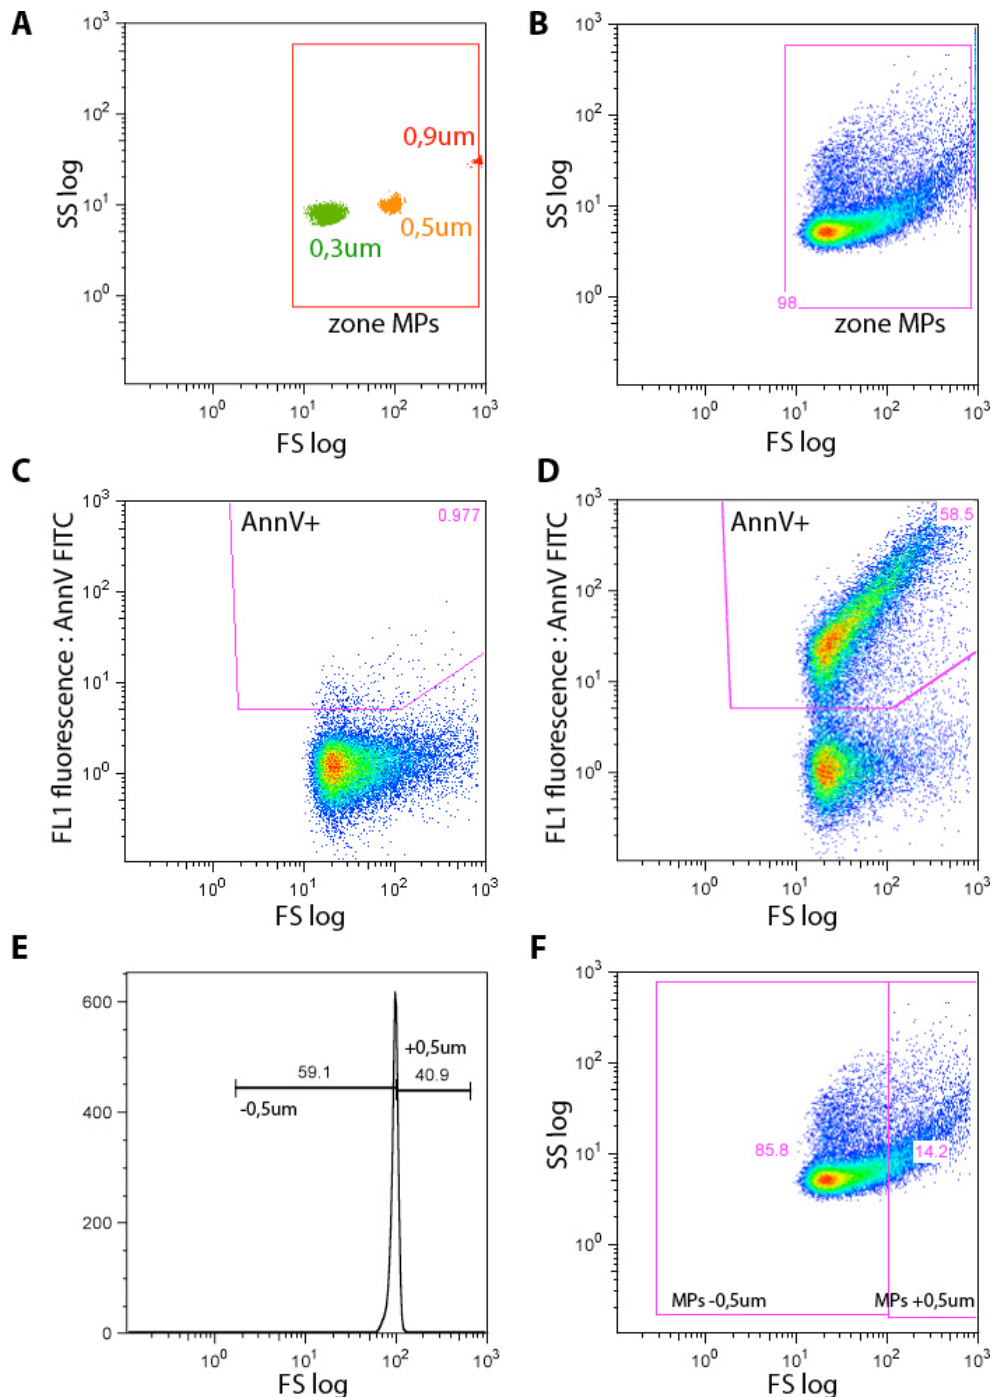 A
10³
10²
10¹
10⁰
SS log
0,9um
0,5um
0,3um
zone MPs
10⁰ 10¹ 10² 10³
FS log
B
10³
10²
10¹
10⁰
SS log
98
zone MPs
10⁰ 10¹ 10² 10³
FS log
C
10³
10²
10¹
10⁰
FL1 fluorescence : AnnV FITC
AnnV+
0.977
10⁰ 10¹ 10² 10³
FS log
D
10³
10²
10¹
10⁰
FL1 fluorescence : AnnV FITC
AnnV+
58.5
10⁰ 10¹ 10² 10³
FS log
E
600
400
200
0
+0,5um
59.1
40.9
-0,5um
10⁰ 10¹ 10² 10³
FS log
F
10³
10²
10¹
10⁰
SS log
85.8
14.2
MPs -0,5um
MPs +0,5um
10⁰ 10¹ 10² 10³
FS log